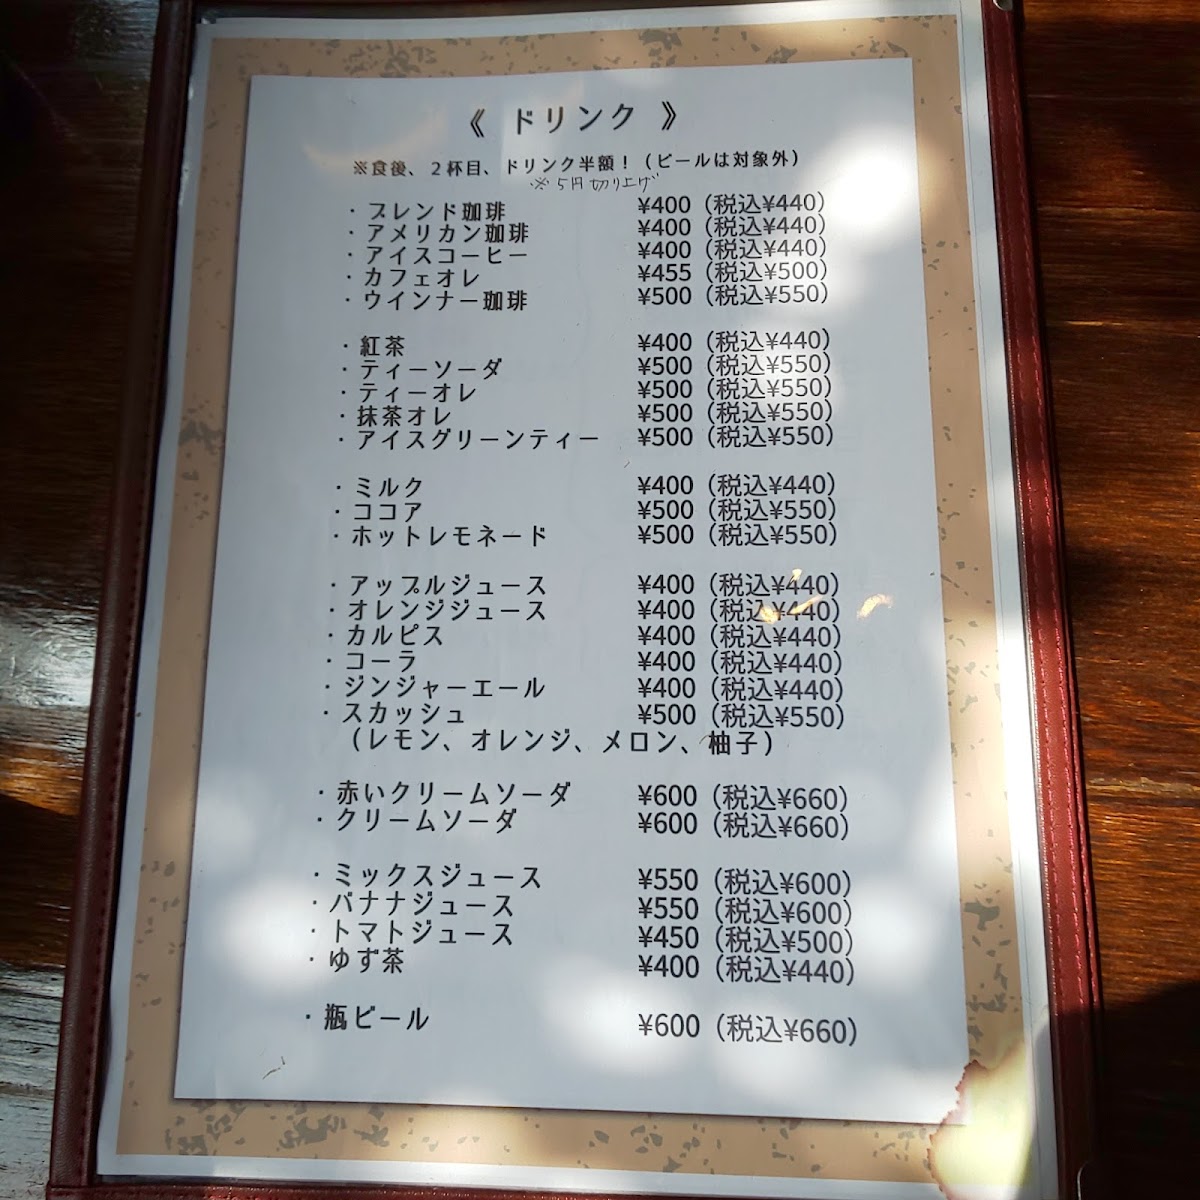 《 ドリンク 》
※食後、2杯目、ドリンク半額!(ビールは対象外)
※5円切り上げ
・ブレンド珈琲 ¥400(税込¥440)
・アメリカン珈琲 ¥400(税込¥440)
・アイスコーヒー ¥400(税込¥440)
・カフェオレ ¥455(税込¥500)
・ウインナー珈琲 ¥500(税込¥550)
・紅茶 ¥400(税込¥440)
・ティーソーダ ¥500(税込¥550)
・ティーオレ ¥500(税込¥550)
・抹茶オレ ¥500(税込¥550)
・アイスグリーンティー ¥500(税込¥550)
・ミルク ¥400(税込¥440)
・ココア ¥500(税込¥550)
・ホットレモネード ¥500(税込¥550)
・アップルジュース ¥400(税込¥440)
・オレンジジュース ¥400(税込¥440)
・カルピス ¥400(税込¥440)
・コーラ ¥400(税込¥440)
・ジンジャーエール ¥400(税込¥440)
・スカッシュ ¥500(税込¥550)
(レモン、オレンジ、メロン、柚子)
・赤いクリームソーダ ¥600(税込¥660)
・クリームソーダ ¥600(税込¥660)
・ミックスジュース ¥550(税込¥600)
・バナナジュース ¥550(税込¥600)
・トマトジュース ¥450(税込¥500)
・ゆず茶 ¥400(税込¥440)
・瓶ビール ¥600(税込¥660)